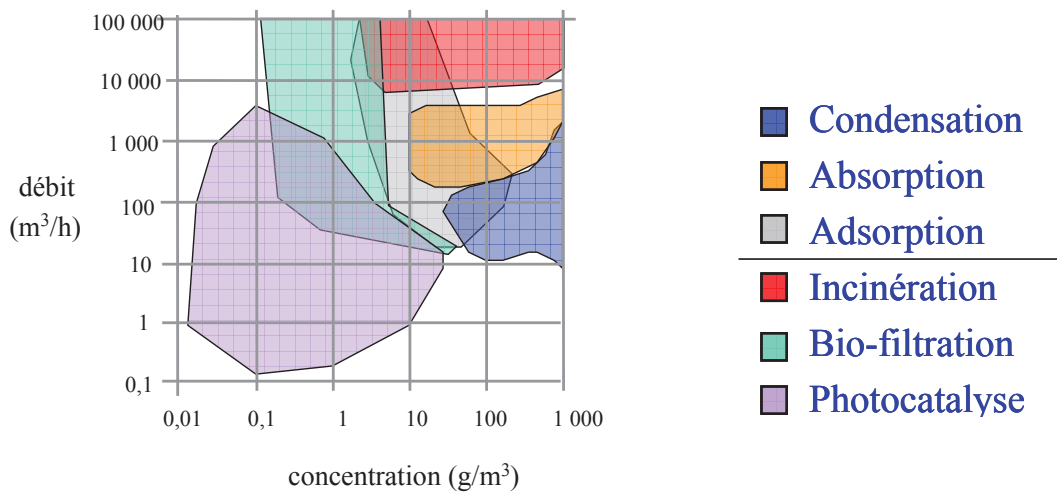 100 000
10 000
1 000
100
10
1
0,1
débit
(m³/h)
0,01 0,1 1 10 100 1 000
concentration (g/m³)
Condensation
Absorption
Adsorption
Incinération
Bio-filtration
Photocatalyse